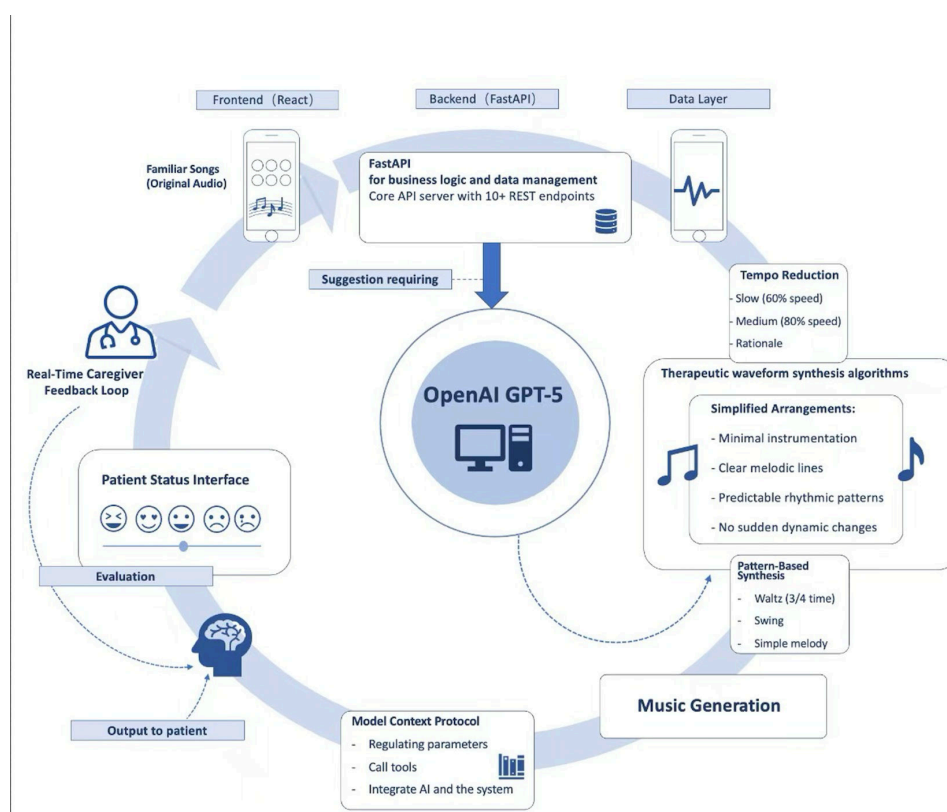 Frontend（React）
Backend（FastAPI）
Data Layer
Familiar Songs
(Original Audio)
FastAPI
for business logic and data management
Core API server with 10+ REST endpoints
Suggestion requiring
Tempo Reduction
- Slow (60% speed)
- Medium (80% speed)
- Rationale
Real-Time Caregiver
Feedback Loop
OpenAI GPT-5
Therapeutic waveform synthesis algorithms
Simplified Arrangements:
- Minimal instrumentation
- Clear melodic lines
- Predictable rhythmic patterns
- No sudden dynamic changes
Patient Status Interface
Evaluation
Pattern-Based
Synthesis
- Waltz (3/4 time)
- Swing
- Simple melody
Music Generation
Output to patient
Model Context Protocol
- Regulating parameters
- Call tools
- Integrate AI and the system